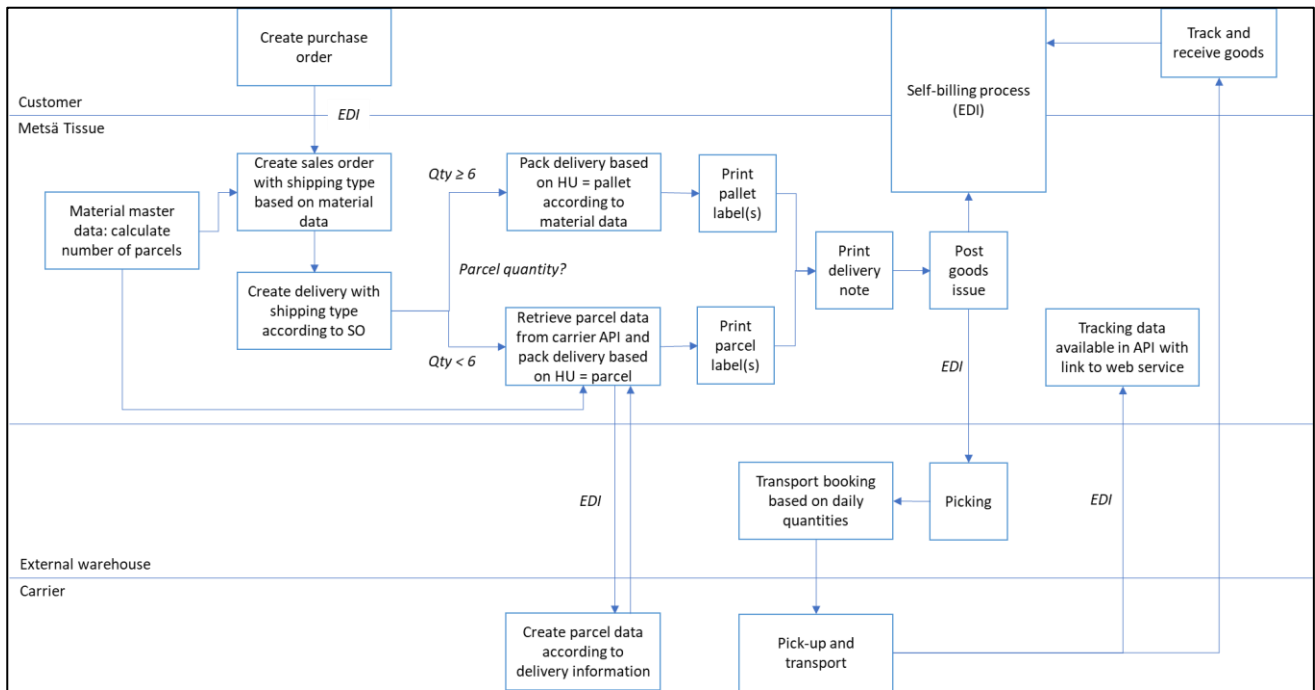 Create purchase
order
Track and
receive goods
Self-billing process
(EDI)
Customer
EDI
Metsä Tissue
Create sales order
with shipping type
based on material
data
Qty ≥ 6
Pack delivery based
on HU = pallet
according to
material data
Print
pallet
label(s)
Material master
data: calculate
number of parcels
Parcel quantity?
Print
delivery
note
Post
goods
issue
Create delivery with
shipping type
according to SO
Qty < 6
Retrieve parcel data
from carrier API and
pack delivery based
on HU = parcel
Print
parcel
label(s)
Tracking data
available in API with
link to web service
EDI
EDI
Transport booking
based on daily
quantities
Picking
EDI
External warehouse
Carrier
Create parcel data
according to
delivery information
Pick-up and
transport